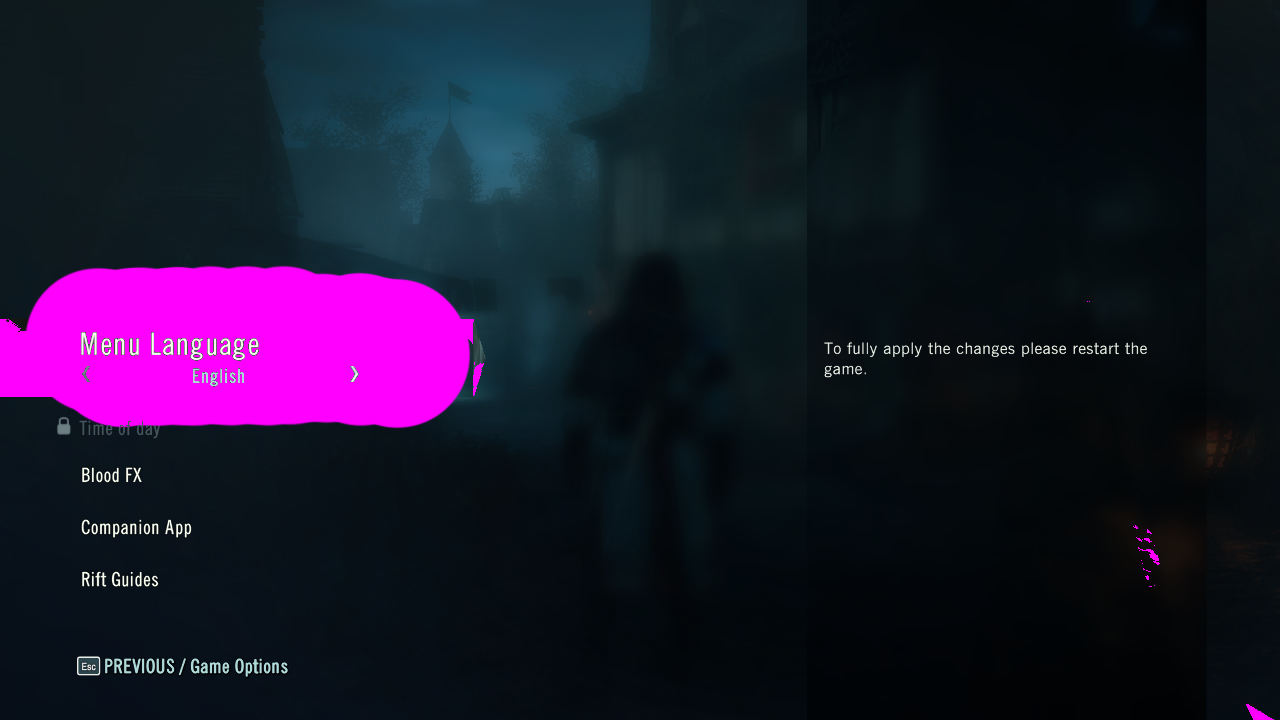 Menu Language
English
Time of day
Blood FX
Companion App
Rift Guides
Esc PREVIOUS / Game Options
To fully apply the changes please restart the
game.